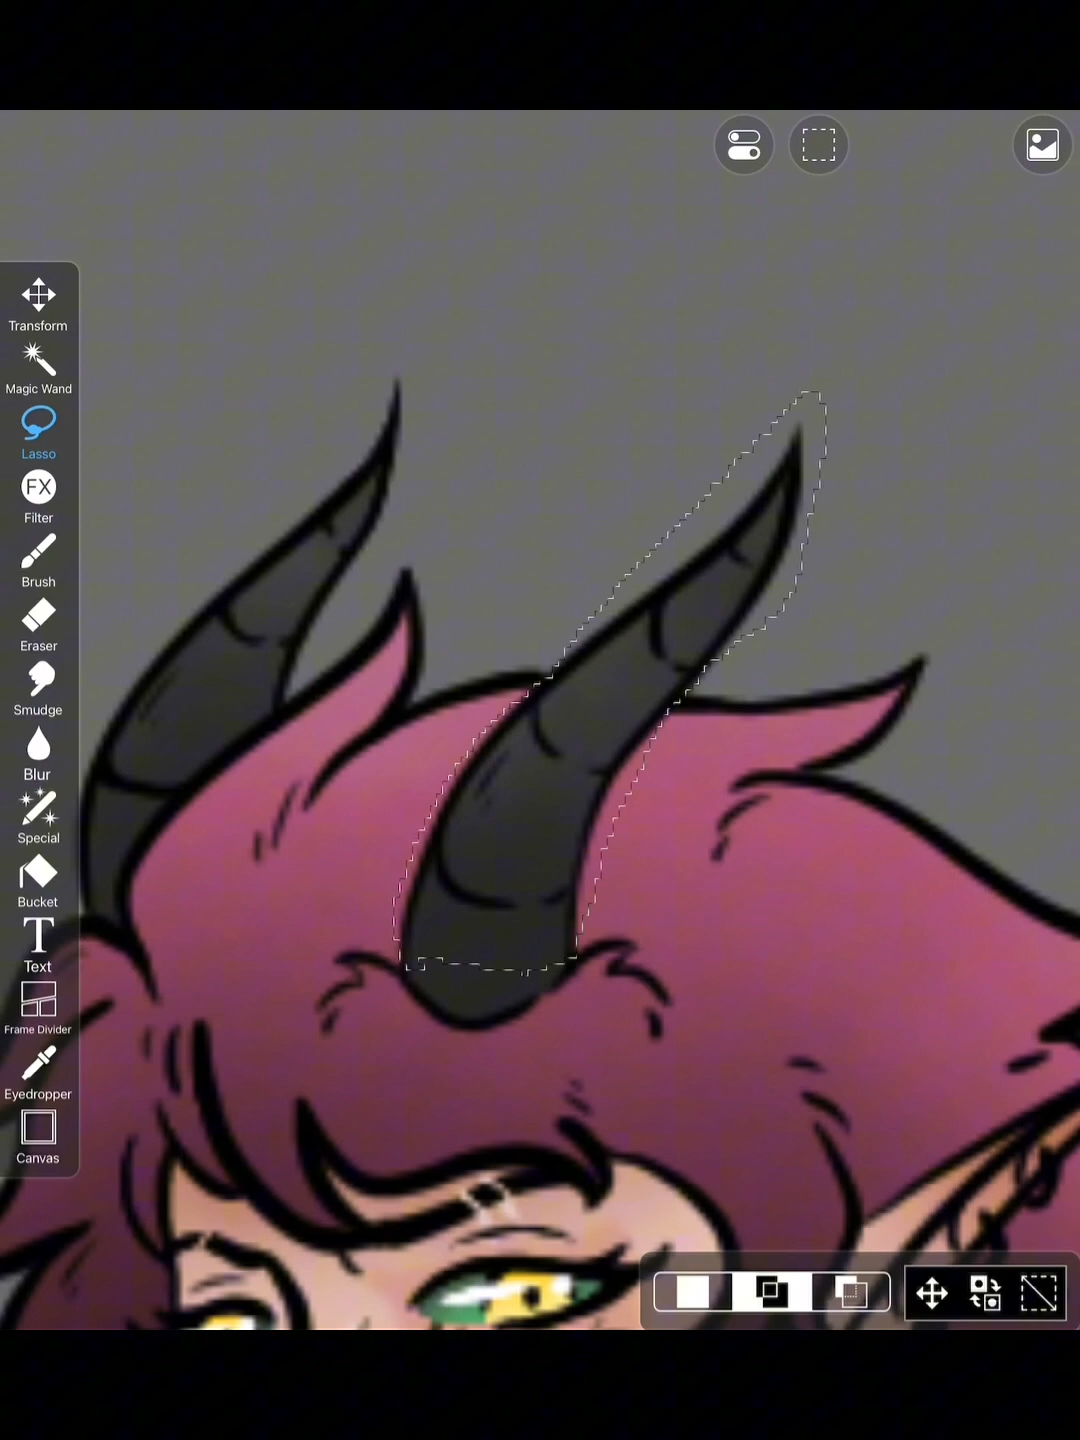 Transform
Magic Wand
Lasso
FX
Filter
Brush
Eraser
Smudge
Blur
Special
Bucket
T
Text
Frame Divider
Eyedropper
Canvas